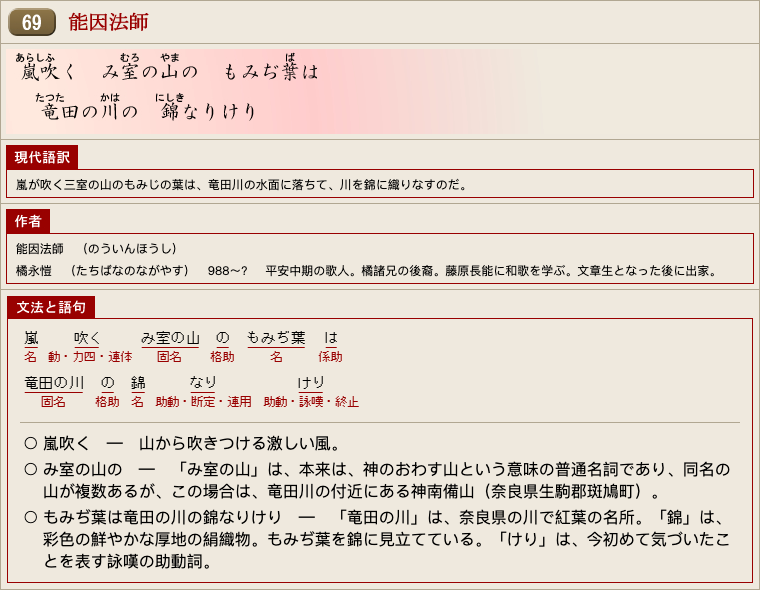 69 能因法師
あらしふ むろ やま ば
嵐吹く み室の山の もみぢ葉は
たつた かは にしき
竜田の川の 錦なりけり
現代語訳
嵐が吹く三室の山のもみじの葉は、竜田川の水面に落ちて、川を錦に織りなすのだ。
作者
能因法師 (のういんほうし)
橘永愷 (たちばなのながやす) 988〜? 平安中期の歌人。橘諸兄の後裔。藤原長能に和歌を学ぶ。文章生となった後に出家。
文法と語句
嵐 吹く み室の山 の もみぢ葉 は
名 動・カ四・連体 固名 格助 名 係助
竜田の川 の 錦 なり けり
固名 格助 名 助動・断定・連用 助動・詠嘆・終止
○ 嵐吹く ― 山から吹きつける激しい風。
○ み室の山の ― 「み室の山」は、本来は、神のおわす山という意味の普通名詞であり、同名の
山が複数あるが、この場合は、竜田川の付近にある神南備山(奈良県生駒郡斑鳩町)。
○ もみぢ葉は竜田の川の錦なりけり ― 「竜田の川」は、奈良県の川で紅葉の名所。「錦」は、
彩色の鮮やかな厚地の絹織物。もみぢ葉を錦に見立てている。「けり」は、今初めて気づいたこ
とを表す詠嘆の助動詞。